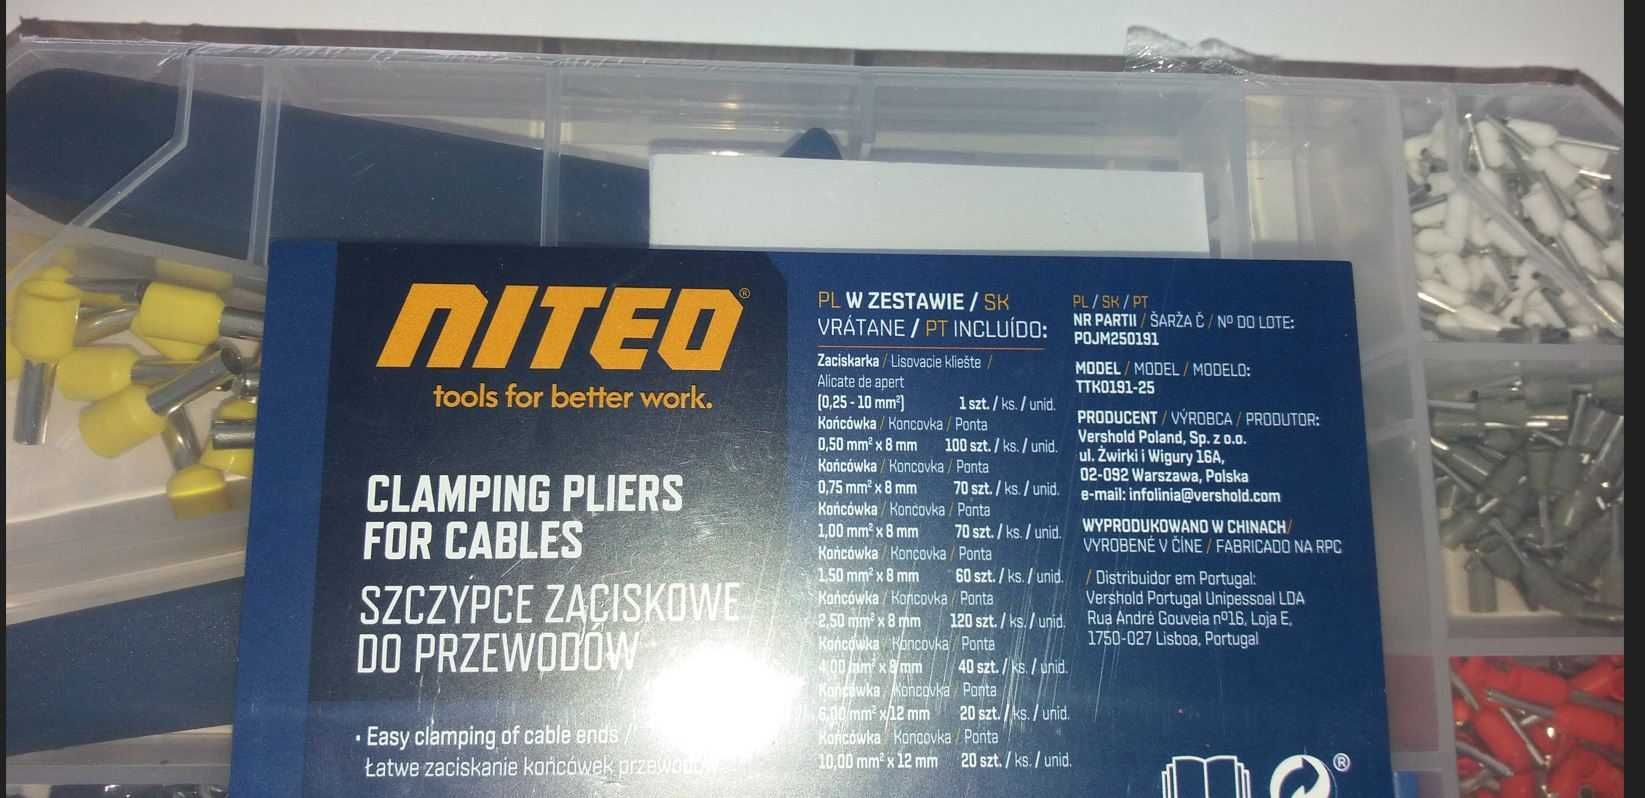 NITEO®
tools for better work.
CLAMPING PLIERS
FOR CABLES
SZCZYPCE ZACISKOWE
DO PRZEWODÓW
• Easy clamping of cable ends /
Łatwe zaciskanie końcówek przewodów
PL W ZESTAWIE / SK
VRÁTANE / PT INCLUÍDO:
Zaciskarka / Lisovacie kliešte /
Alicate de apert
(0,25 - 10 mm²) 1 szt. / ks. / unid.
Końcówka / Koncovka / Ponta
0,50 mm² x 8 mm 100 szt. / ks. / unid.
Końcówka / Koncovka / Ponta
0,75 mm² x 8 mm 70 szt. / ks. / unid.
Końcówka / Koncovka / Ponta
1,00 mm² x 8 mm 70 szt. / ks. / unid.
Końcówka / Koncovka / Ponta
1,50 mm² x 8 mm 60 szt. / ks. / unid.
Końcówka / Koncovka / Ponta
2,50 mm² x 8 mm 120 szt. / ks. / unid.
Końcówka / Koncovka / Ponta
4,00 mm² x 8 mm 40 szt. / ks. / unid.
Końcówka / Koncovka / Ponta
6,00 mm² x 12 mm 20 szt. / ks. / unid.
Końcówka / Koncovka / Ponta
10,00 mm² x 12 mm 20 szt. / ks. / unid.
PL / SK / PT
NR PARTII / ŠARŽA Č / Nº DO LOTE:
POJM250191
MODEL / MODEL / MODELO:
TTK0191-25
PRODUCENT / VÝROBCA / PRODUTOR:
Vershold Poland, Sp. z o.o.
ul. Żwirki i Wigury 16A,
02-092 Warszawa, Polska
e-mail: infolinia@vershold.com
WYPRODUKOWANO W CHINACH/
VYROBENÉ V ČÍNE / FABRICADO NA RPC
/ Distribuidor em Portugal:
Vershold Portugal Unipessoal LDA
Rua André Gouveia nº16, Loja E,
1750-027 Lisboa, Portugal
®